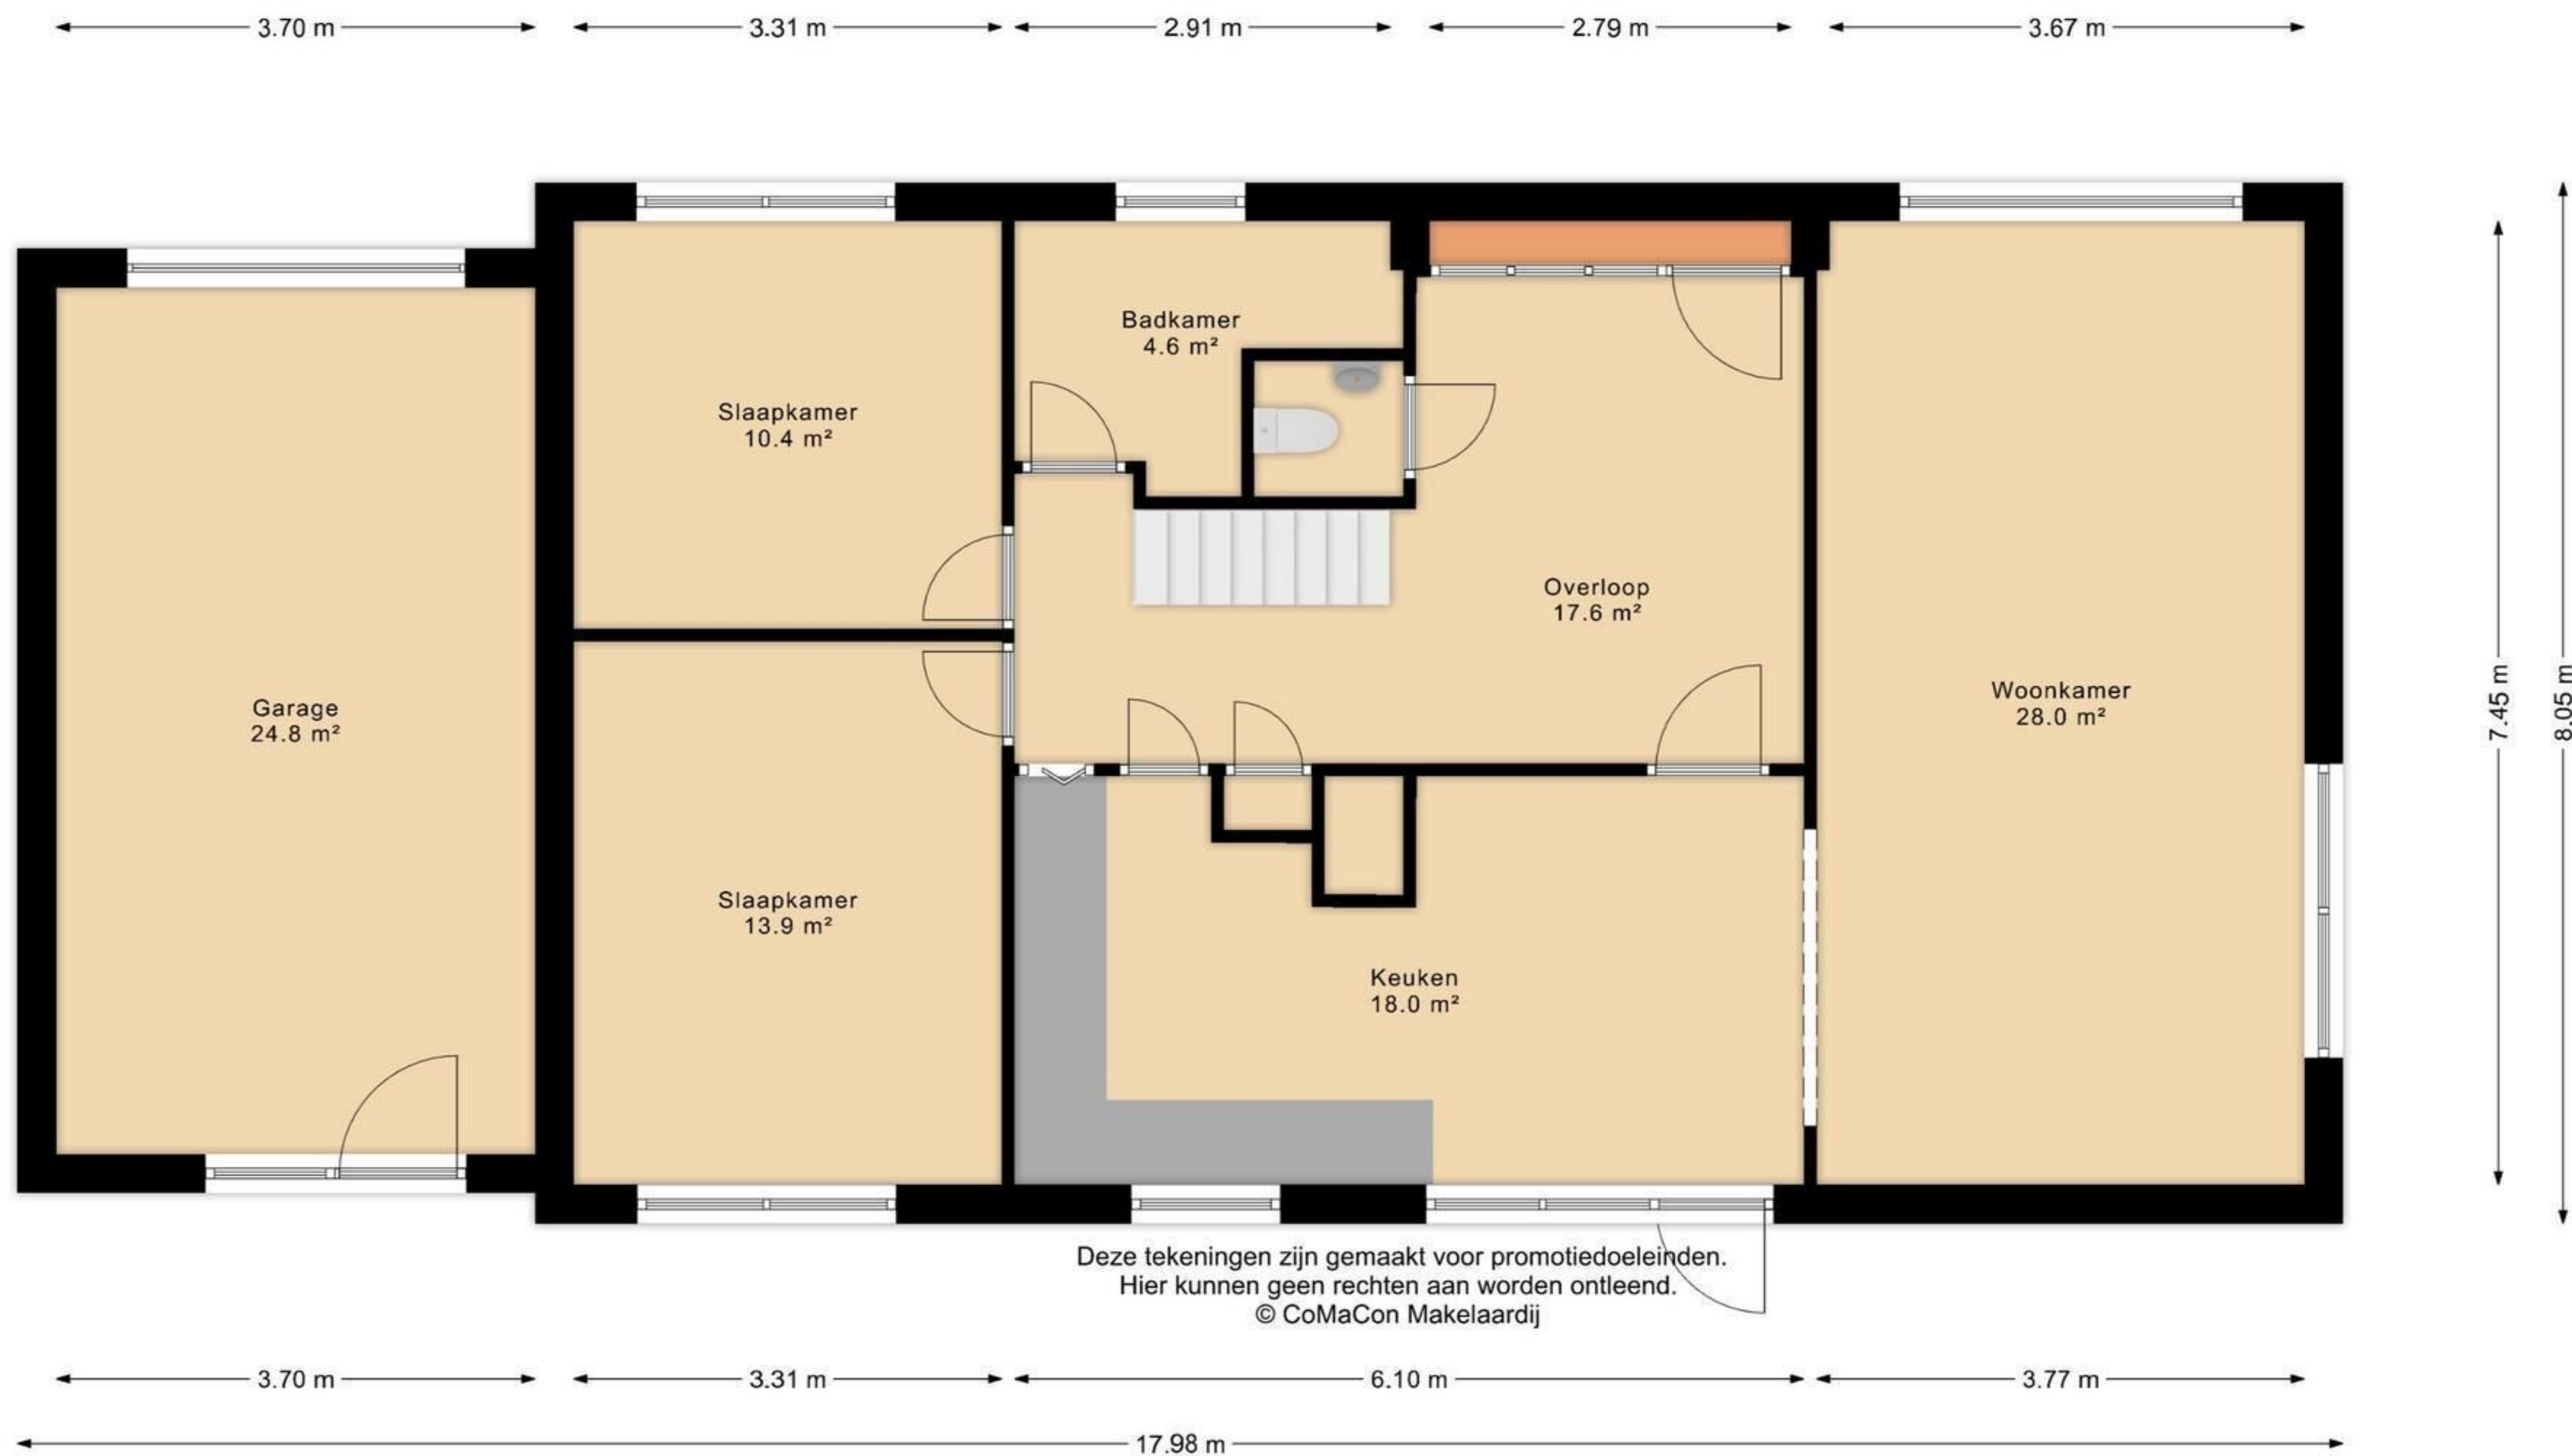 3.70 m
3.31 m
2.91 m
2.79 m
3.67 m
Badkamer
4.6 m²
Slaapkamer
10.4 m²
Overloop
17.6 m²
Garage
24.8 m²
Woonkamer
28.0 m²
7.45 m
8.05 m
Slaapkamer
13.9 m²
Keuken
18.0 m²
Deze tekeningen zijn gemaakt voor promotiedoeleinden.
Hier kunnen geen rechten aan worden ontleend.
© CoMaCon Makelaardij
3.70 m
3.31 m
6.10 m
3.77 m
17.98 m